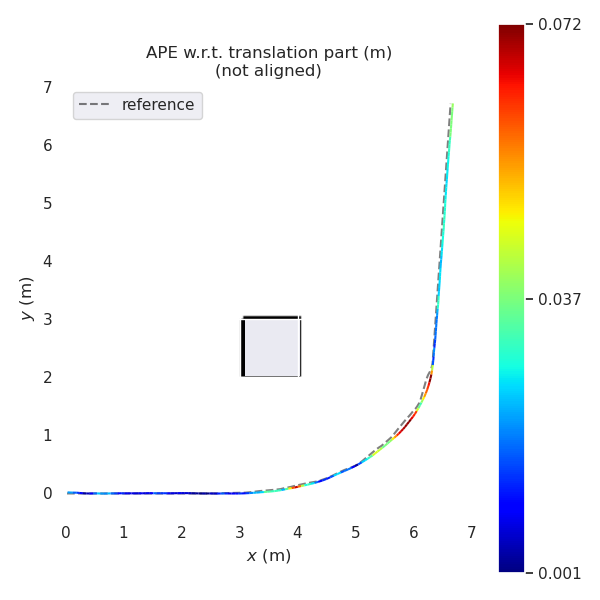 APE w.r.t. translation part (m)
(not aligned)
reference
7
6
5
4
3
2
1
0
y (m)
0 1 2 3 4 5 6 7
x (m)
0.072
0.037
0.001